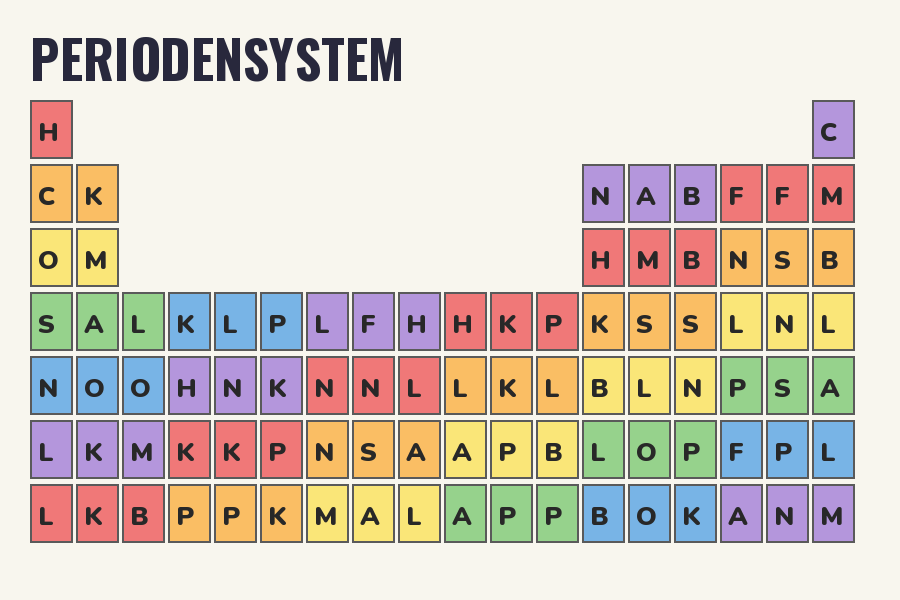 PERIODENSYSTEM
H C
C K N A B F F M
O M H M B N S B
S A L K L P L F H H K P K S S L N L
N O O H N K N N L L K L B L N P S A
L K M K K P N S A A P B L O P F P L
L K B P P K M A L A P P B O K A N M